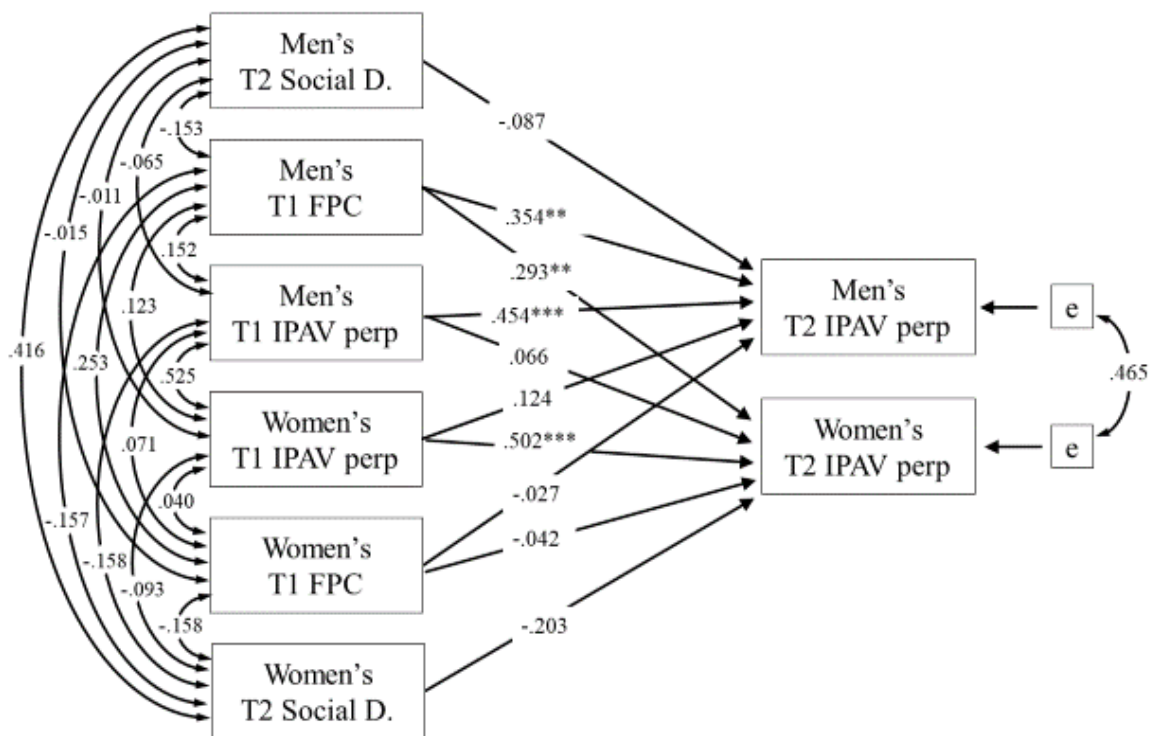 Men's
T2 Social D.
-.087
-.153
Men's
T1 FPC
-.065
-.011
.354**
-.015
.152
.293**
Men's
T1 IPAV perp
Men's
T2 IPAV perp
e
.123
.454***
.416
.253
.525
.066
.465
.124
Women's
T1 IPAV perp
.071
.502***
Women's
T2 IPAV perp
e
.040
-.027
-.157
-.042
Women's
T1 FPC
-.158
-.093
-.158
-.203
Women's
T2 Social D.